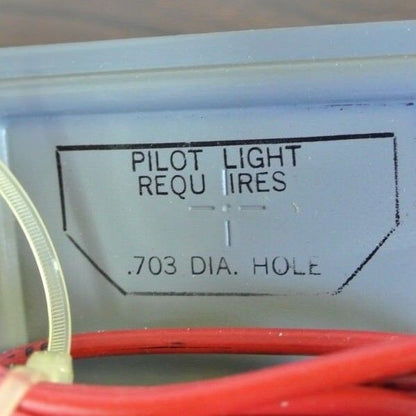 PILOT LIGHT
REQU IRES
.703 DIA. HOLE